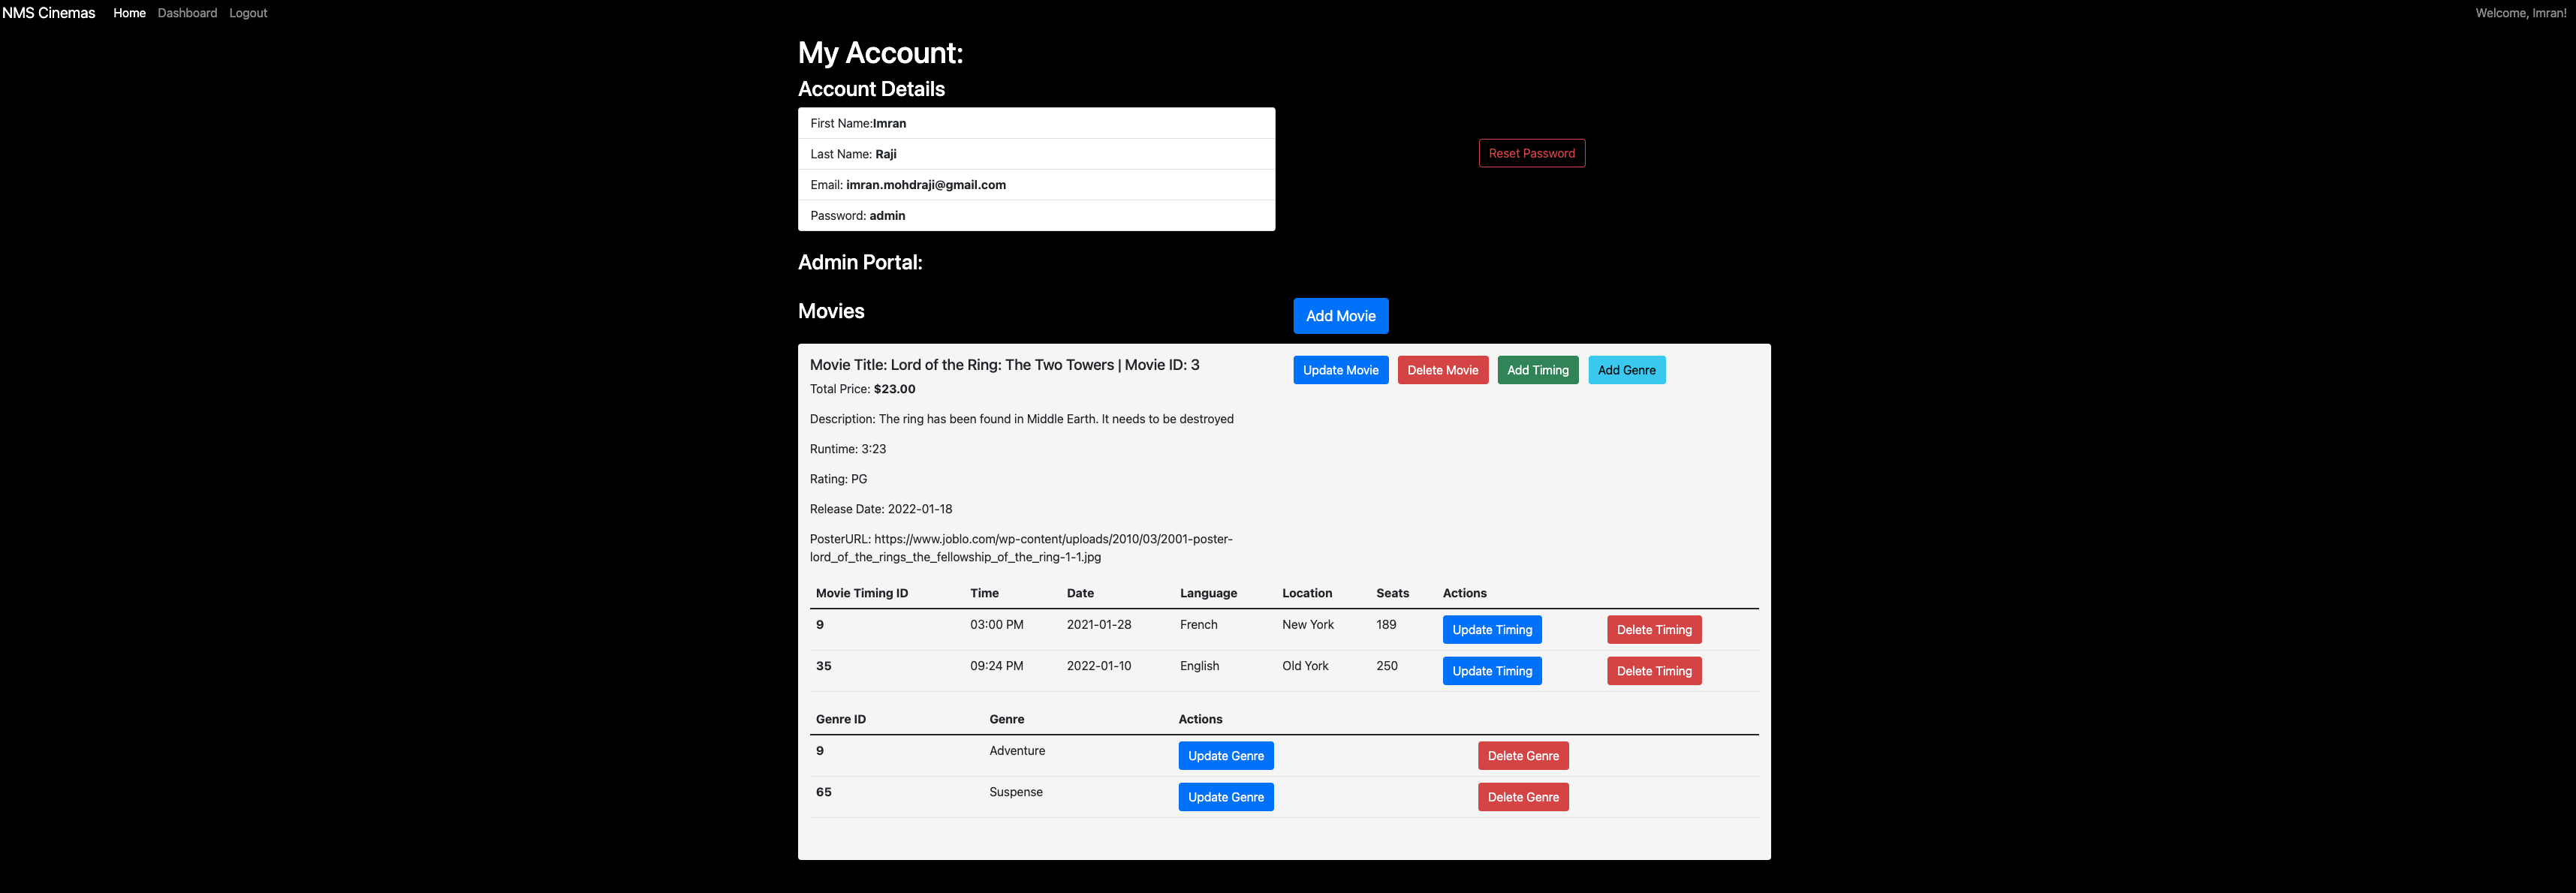 NMS Cinemas Home Dashboard Logout Welcome, Imran!
My Account:
Account Details
First Name:Imran
Last Name: Raji
Reset Password
Email: imran.mohdraji@gmail.com
Password: admin
Admin Portal:
Movies Add Movie
Movie Title: Lord of the Ring: The Two Towers | Movie ID: 3
Update Movie Delete Movie Add Timing Add Genre
Total Price: $23.00
Description: The ring has been found in Middle Earth. It needs to be destroyed
Runtime: 3:23
Rating: PG
Release Date: 2022-01-18
PosterURL: https://www.joblo.com/wp-content/uploads/2010/03/2001-poster-
lord_of_the_rings_the_fellowship_of_the_ring-1-1.jpg
Movie Timing ID Time Date Language Location Seats Actions
9 03:00 PM 2021-01-28 French New York 189 Update Timing Delete Timing
35 09:24 PM 2022-01-10 English Old York 250 Update Timing Delete Timing
Genre ID Genre Actions
9 Adventure Update Genre Delete Genre
65 Suspense Update Genre Delete Genre